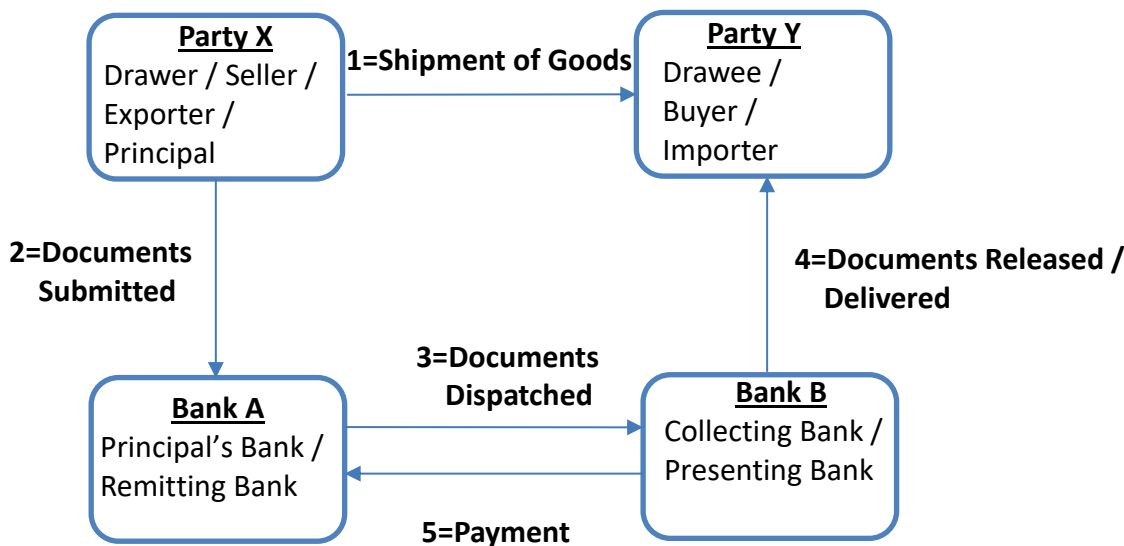 Party X
Drawer / Seller /
Exporter /
Principal
1=Shipment of Goods
Party Y
Drawee /
Buyer /
Importer
2=Documents
Submitted
4=Documents Released /
Delivered
3=Documents
Dispatched
Bank A
Principal’s Bank /
Remitting Bank
Bank B
Collecting Bank /
Presenting Bank
5=Payment